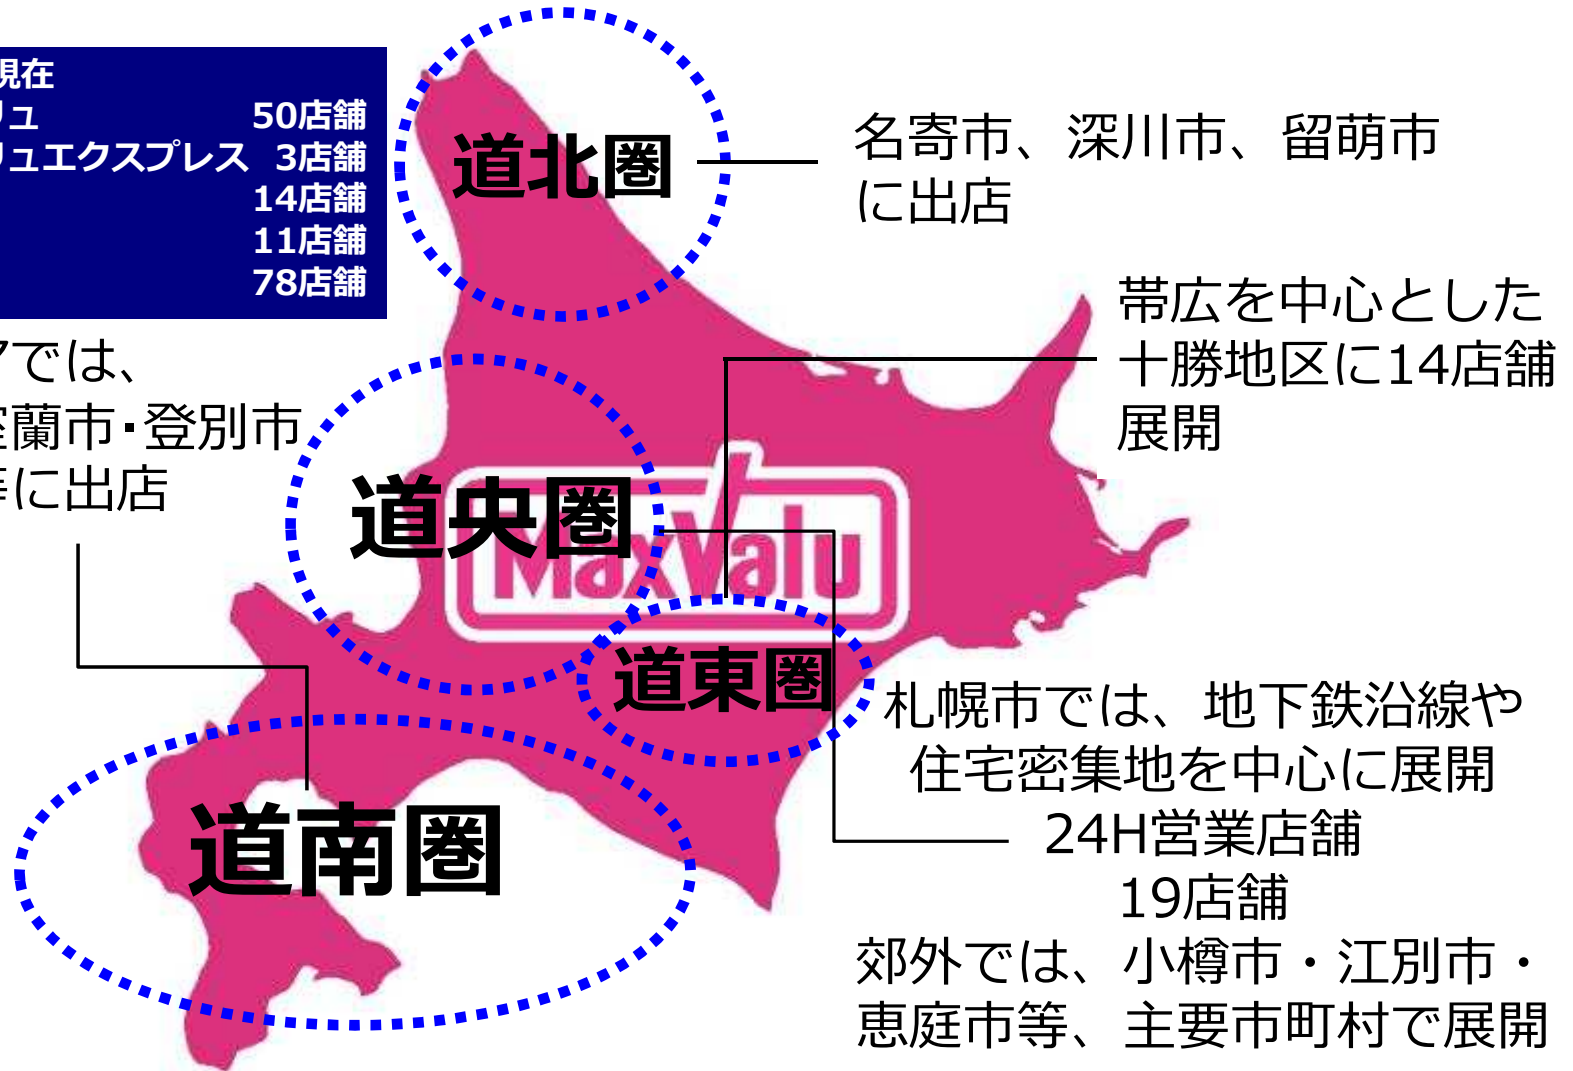 現在
リュ 50店舗
リュエクスプレス 3店舗
14店舗
11店舗
78店舗
道北圏
名寄市、深川市、留萌市
に出店
帯広を中心とした
十勝地区に14店舗
展開
アでは、
室蘭市･登別市
等に出店
道央圏
MaxValu
道東圏
札幌市では、地下鉄沿線や
住宅密集地を中心に展開
24H営業店舗
19店舗
郊外では、小樽市・江別市・
恵庭市等、主要市町村で展開
道南圏